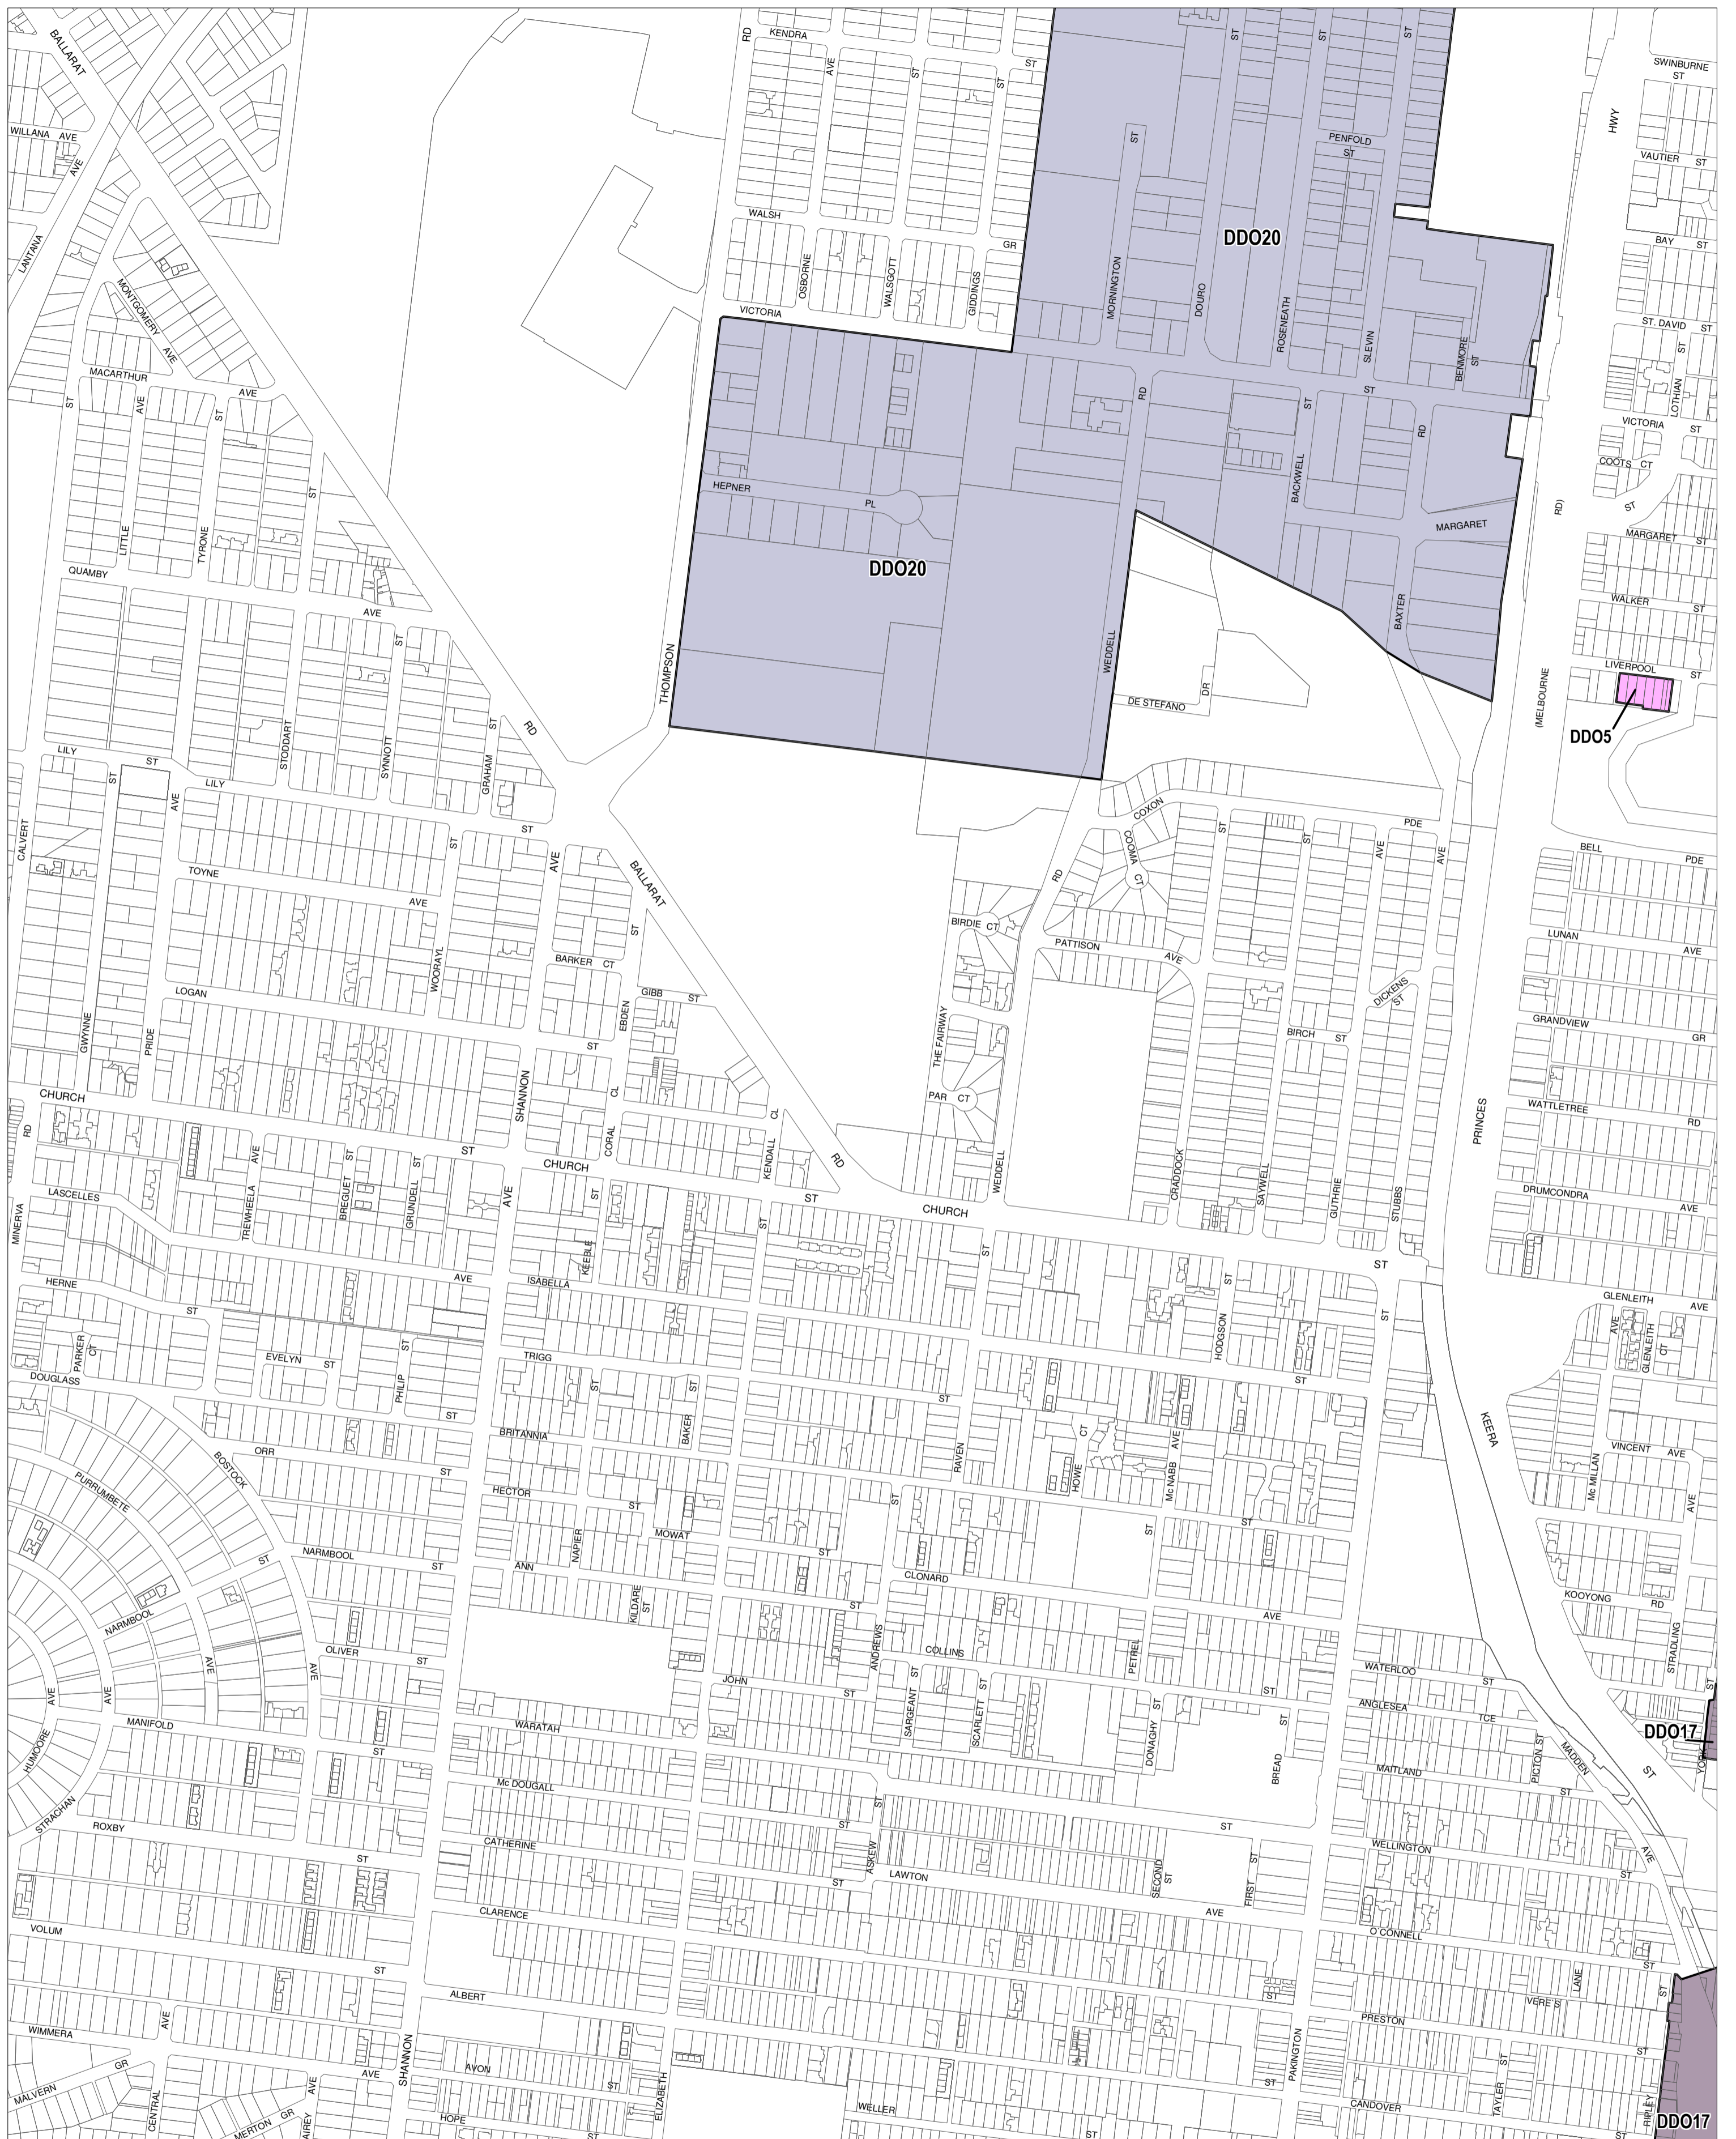 BALLARAT
RD
KENDRA
ST
AVE
ST
ST
ST
ST
ST
SWINBURNE
ST
HWY
WILLANA AVE
AVE
LANTANA
PENFOLD
ST
ST
VAUTIER ST
WALSH
GR
DDO20
BAY ST
OSBORNE
WALSGOTT
GIDDINGS
MORNINGTON
DOURO
ROSENEATH
SLEVIN
BENMORE
ST
MONTGOMERY
AVE
VICTORIA
ST. DAVID ST
ST
LOTHIAN
MACARTHUR
AVE
ST
AVE
ST
ST
RD
ST
ST
RD
VICTORIA
ST
COOTS CT
ST
HEPNER
PL
BACKWELL
MARGARET
RD)
MARGARET
ST
LITTLE
TYRONE
QUAMBY
AVE
DDO20
WALKER
ST
BAXTER
ST
THOMPSON
WEDDELL
LIVERPOOL
ST
DR
DE STEFANO
(MELBOURNE
DDO5
STODDART
SYNNOTT
GRAHAM
ST
RD
LILY
ST
ST
LILY
AVE
ST
CALVERT
COXON
PDE
ST
ST
AVE
AVE
COOMA
CT
BELL
PDE
ST
AVE
TOYNE
AVE
BALLARAT
RD
BIRDIE CT
LUNAN
AVE
ST
BARKER CT
PATTISON
AVE
WOORAYL
LOGAN
GIBB
ST
EBDEN
DICKENS
ST
GRANDVIEW
GR
GWYNNE
PRIDE
ST
THE FAIRWAY
BIRCH ST
CHURCH
SHANNON
CL
CL
PAR CT
WATTLETREE
RD
PRINCES
RD
ST
AVE
ST
ST
CHURCH
ST
CORAL
KENDALL
RD
WEDDELL
CRADDOCK
SAYWELL
GUTHRIE
STUBBS
DRUMCONDRA
AVE
LASCELLES
TREWHEELA
BREGUET
GRUNDELL
AVE
ST
ST
CHURCH
ST
MINERVA
KEEBLE
ST
HERNE
ST
AVE
ISABELLA
ST
HODGSON
ST
GLENLEITH
AVE
AVE
GLENLEITH
CT
PARKER
CT
EVELYN
ST
ST
PHILIP
TRIGG
ST
ST
ST
ST
DOUGLASS
ST
BRITANNIA
BAKER
RAVEN
CT
AVE
KEERA
VINCENT AVE
ORR
ST
BOSTOCK
HOWE
Mc NABB
Mc MILLAN
PURRUMBETE
HECTOR
ST
ST
ST
ST
AVE
MOWAT
ST
NAPIER
NARMBOOL
ST
ST
ANN
CLONARD
KOOYONG
RD
NARMBOOL
KILDARE
ST
ST
AVE
ANDREWS
COLLINS
PETREL
STRADLING
OLIVER
ST
AVE
AVE
AVE
AVE
JOHN
ST
ST
ST
ST
WATERLOO
ST
ST
SARGEANT
SCARLETT
ST
DONAGHY
ST
BREAD
ANGLESEA
TCE
MANIFOLD
ST
WARATAH
DDO17
HUMOORE
PICTON ST
MADDEN
ST
MAITLAND
ST
Mc DOUGALL
ST
ST
STRACHAN
ROXBY
ST
CATHERINE
ST
ASKEW
LAWTON
AVE
SECOND
ST
FIRST
ST
WELLINGTON
ST
AVE
CLARENCE
VOLUM
ST
O'CONNELL
ST
ALBERT
ST
LANE
VERE'S
ST
WIMMERA
AVE
AVE
PRESTON
ST
SHANNON
AVON
ST
ELIZABETH
PAKINGTON
ST
GR
MALVERN
CENTRAL
MERTON GR
AVE
HOPE
ST
WELLER
ST
TAYLER
ST
CANDOVER
ST
RIPLEY
DDO17